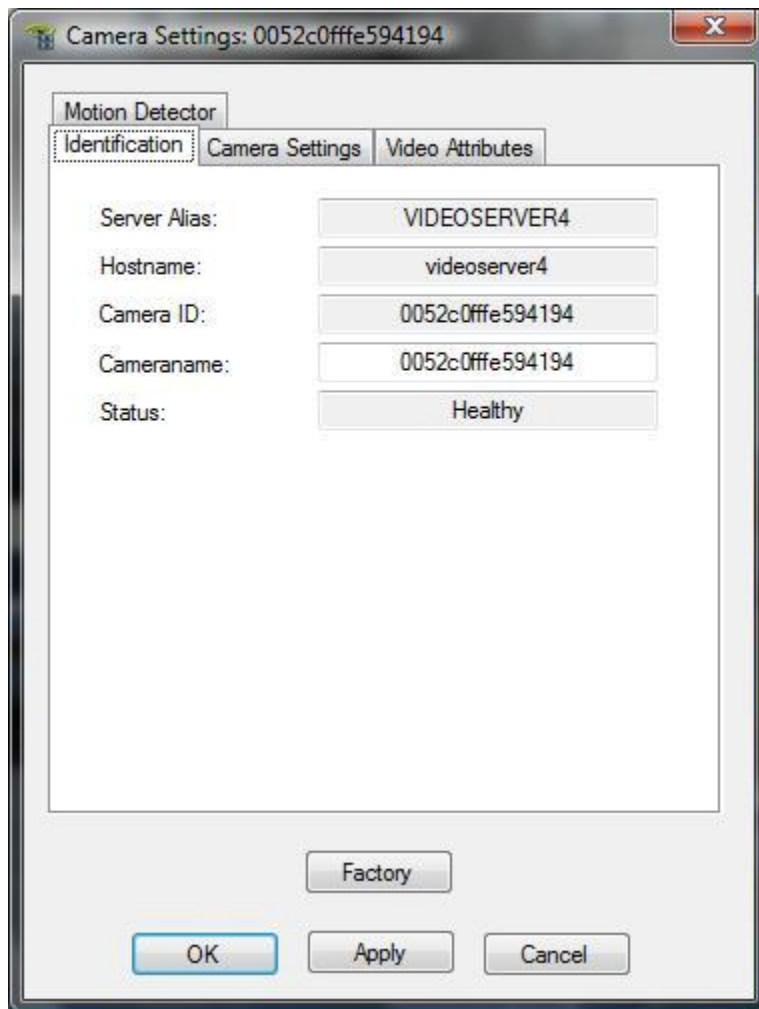 Camera Settings: 0052c0fffe594194
Motion Detector
Identification Camera Settings Video Attributes
Server Alias: VIDEOSERVER4
Hostname: videoserver4
Camera ID: 0052c0fffe594194
Cameraname: 0052c0fffe594194
Status: Healthy
Factory
OK Apply Cancel